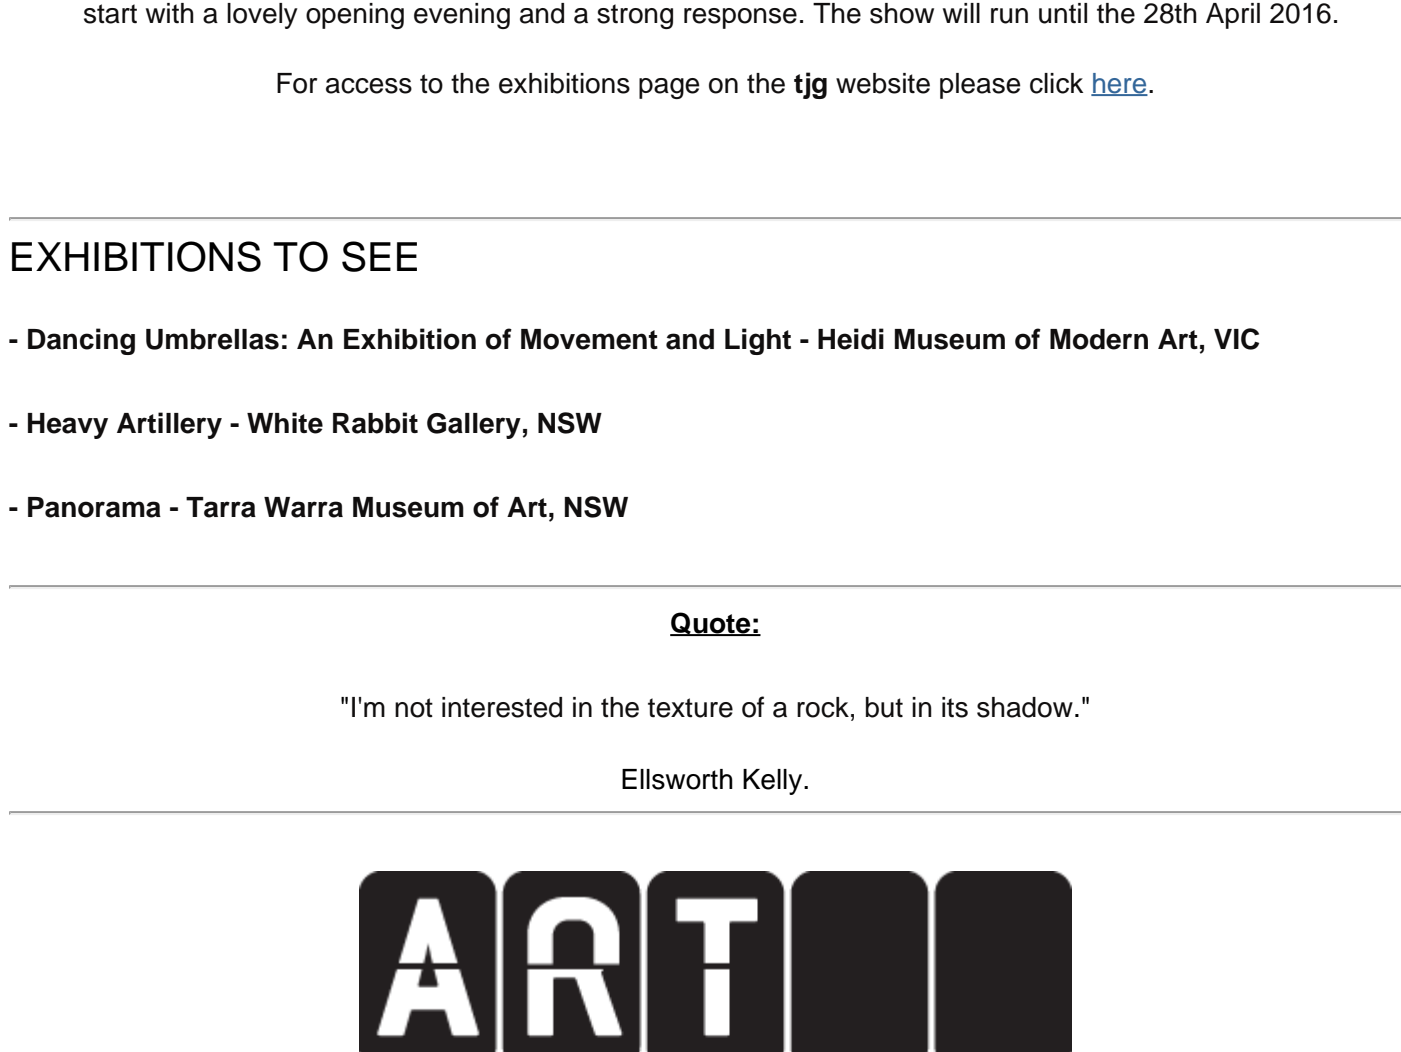 start with a lovely opening evening and a strong response. The show will run until the 28th April 2016.
For access to the exhibitions page on the tjg website please click here.
EXHIBITIONS TO SEE
- Dancing Umbrellas: An Exhibition of Movement and Light - Heidi Museum of Modern Art, VIC
- Heavy Artillery - White Rabbit Gallery, NSW
- Panorama - Tarra Warra Museum of Art, NSW
Quote:
"I'm not interested in the texture of a rock, but in its shadow."
Ellsworth Kelly.
ART